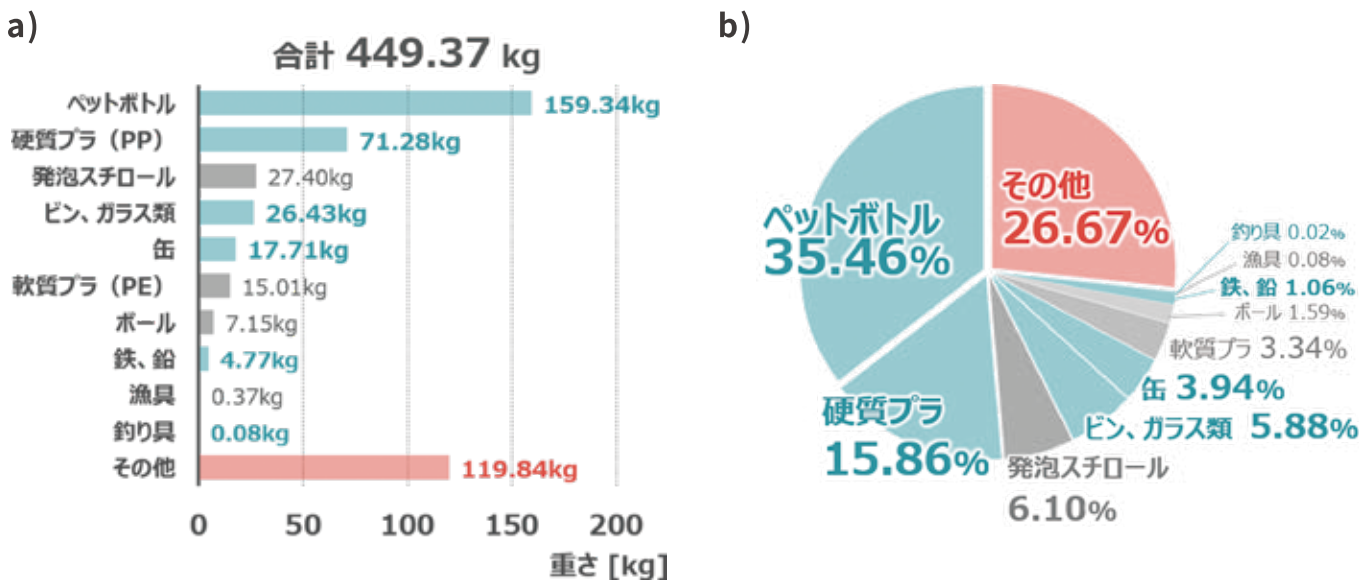 a)
合計 449.37 kg
ペットボトル 159.34kg
硬質プラ（PP） 71.28kg
発泡スチロール 27.40kg
ビン、ガラス類 26.43kg
缶 17.71kg
軟質プラ（PE） 15.01kg
ボール 7.15kg
鉄、鉛 4.77kg
漁具 0.37kg
釣り具 0.08kg
その他 119.84kg
0 50 100 150 200
重さ [kg]
b)
その他
26.67%
釣り具 0.02%
漁具 0.08%
鉄、鉛 1.06%
ボール 1.59%
軟質プラ 3.34%
缶 3.94%
ビン、ガラス類 5.88%
発泡スチロール
6.10%
硬質プラ
15.86%
ペットボトル
35.46%